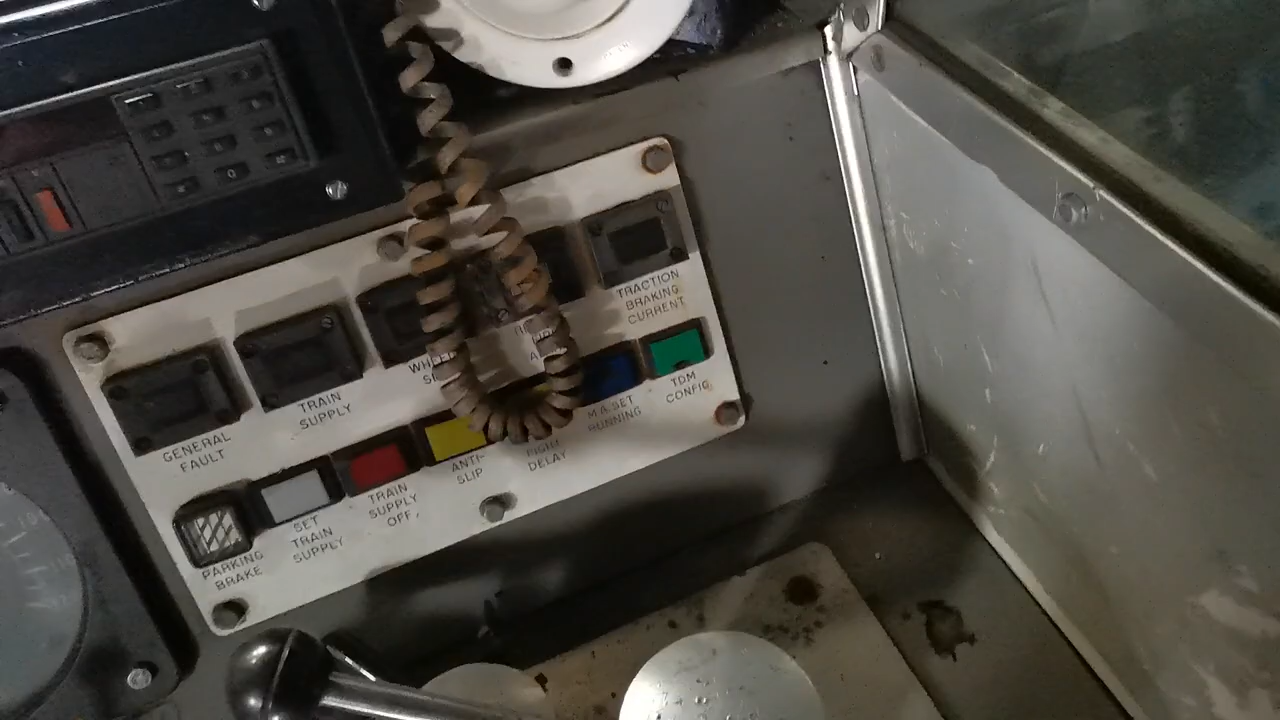 GENERAL
FAULT
TRAIN
SUPPLY
TRACTION
BRAKING
CURRENT
PARKING
BRAKE
SET
TRAIN
SUPPLY
TRAIN
SUPPLY
OFF
ANTI-
SLIP
DELAY
M.A.SET
RUNNING
TDM
CONFIG.